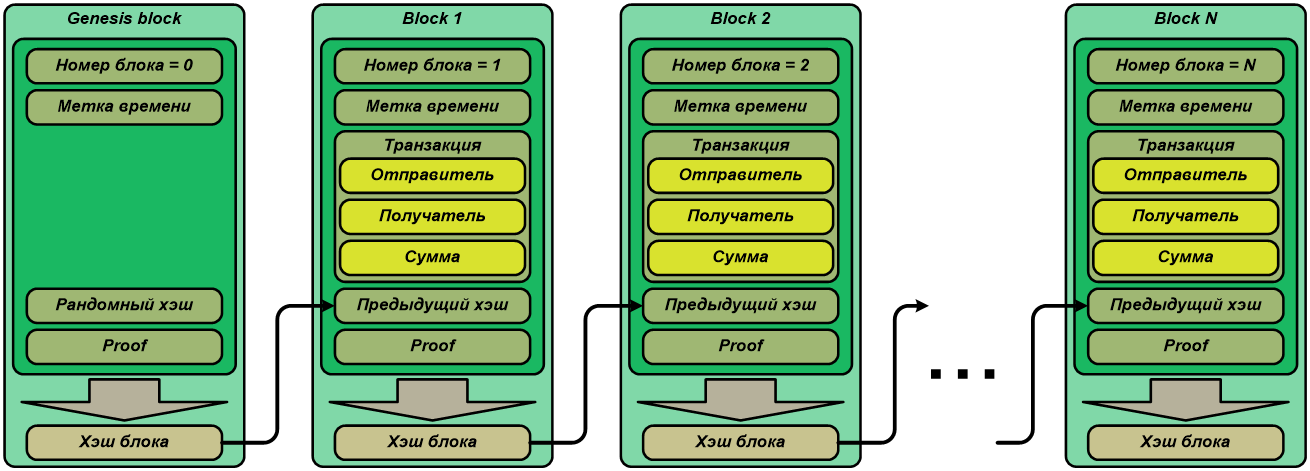 Genesis block
Номер блока = 0
Метка времени
Рандомный хэш
Proof
Хэш блока
Block 1
Номер блока = 1
Метка времени
Транзакция
Отправитель
Получатель
Сумма
Предыдущий хэш
Proof
Хэш блока
Block 2
Номер блока = 2
Метка времени
Транзакция
Отправитель
Получатель
Сумма
Предыдущий хэш
Proof
Хэш блока
...
Block N
Номер блока = N
Метка времени
Транзакция
Отправитель
Получатель
Сумма
Предыдущий хэш
Proof
Хэш блока